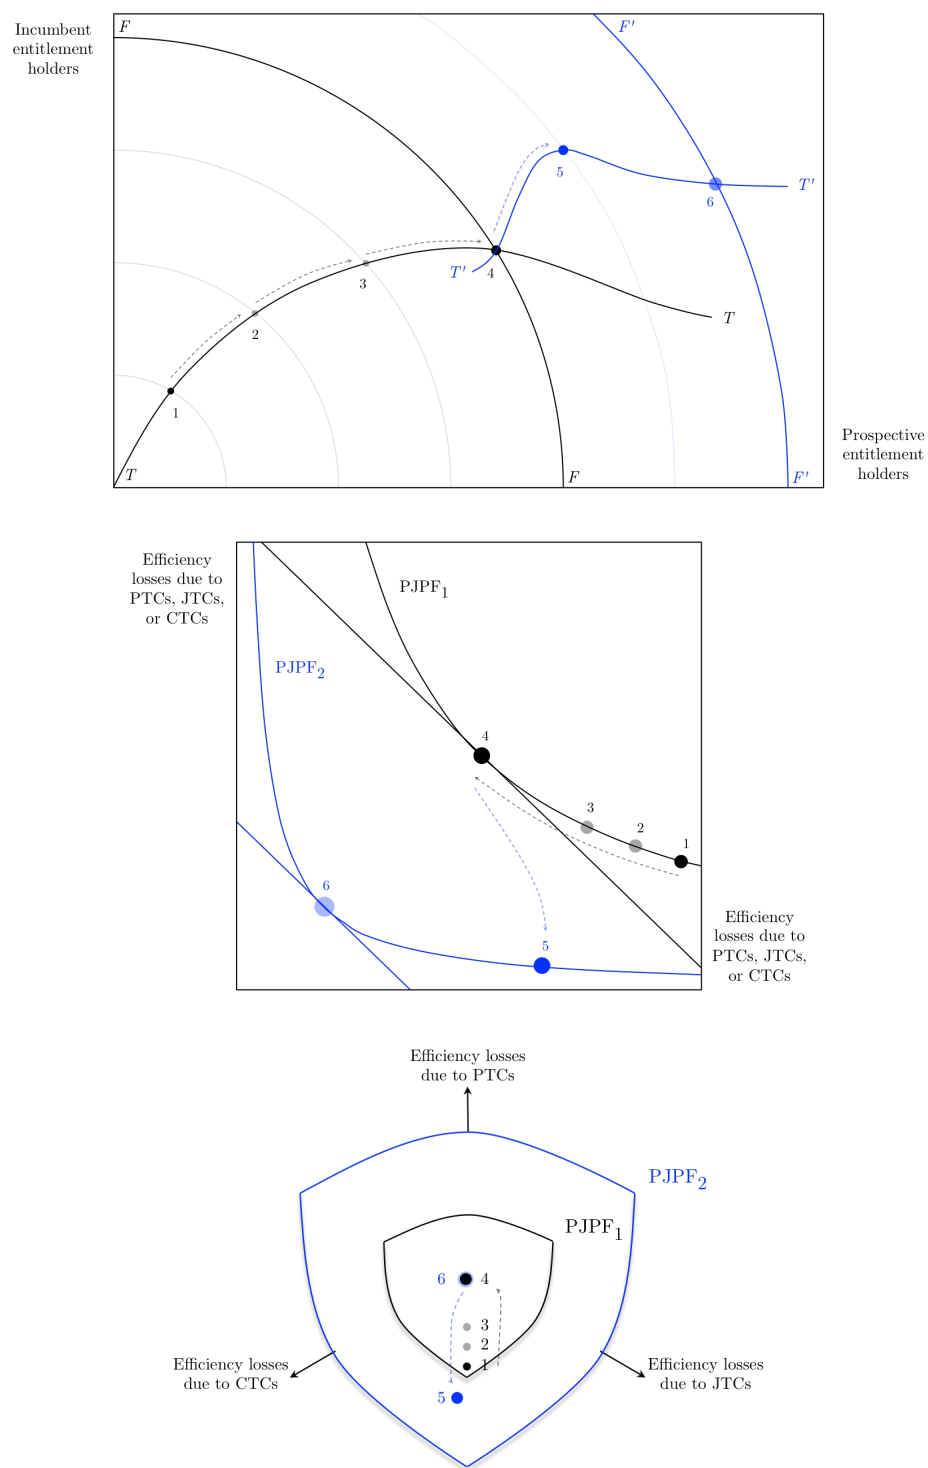 Incumbent
entitlement
holders
F
F′
5
T′
6
T′
4
3
T
2
1
Prospective
entitlement
holders
T
F
F′
Efficiency
losses due to
PTCs, JTCs,
or CTCs
PJPF1
PJPF2
4
3
2
1
6
5
Efficiency
losses due to
PTCs, JTCs,
or CTCs
Efficiency losses
due to PTCs
PJPF2
PJPF1
6 4
3
2
1
5
Efficiency losses
due to CTCs
Efficiency losses
due to JTCs